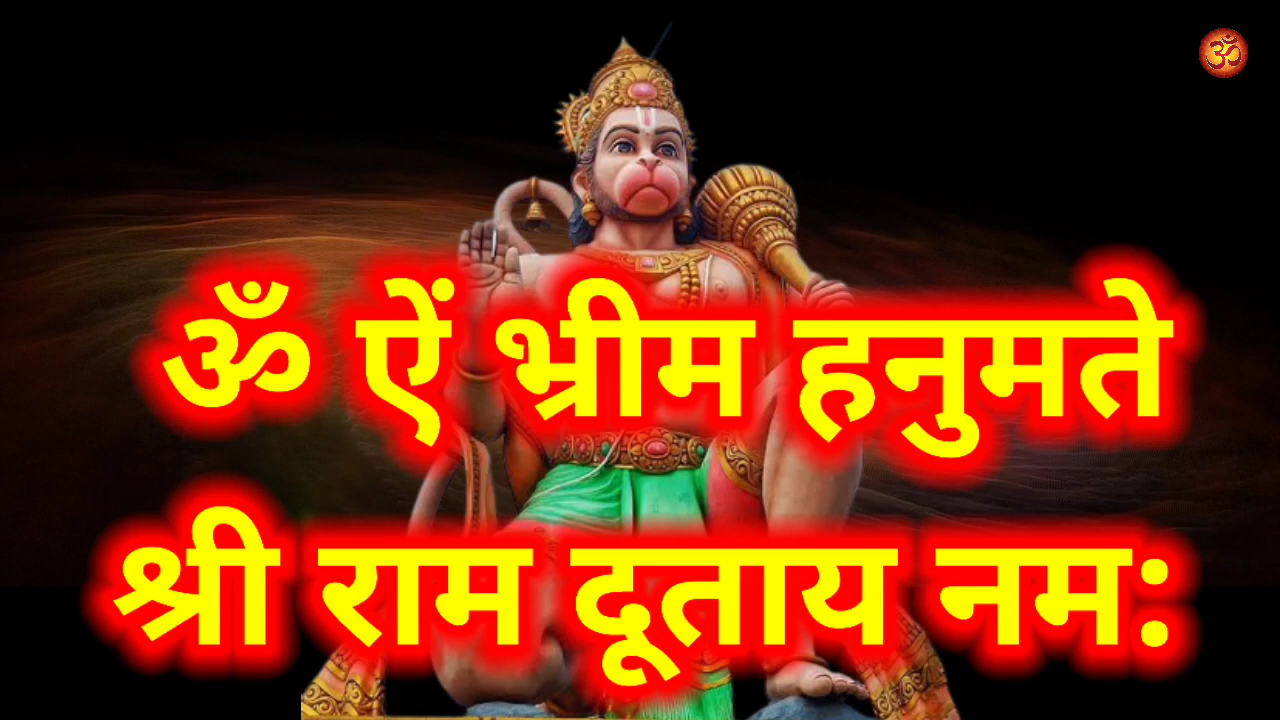 ॐ
ॐ ऐं भ्रीम हनुमते
श्री राम दूताय नमः